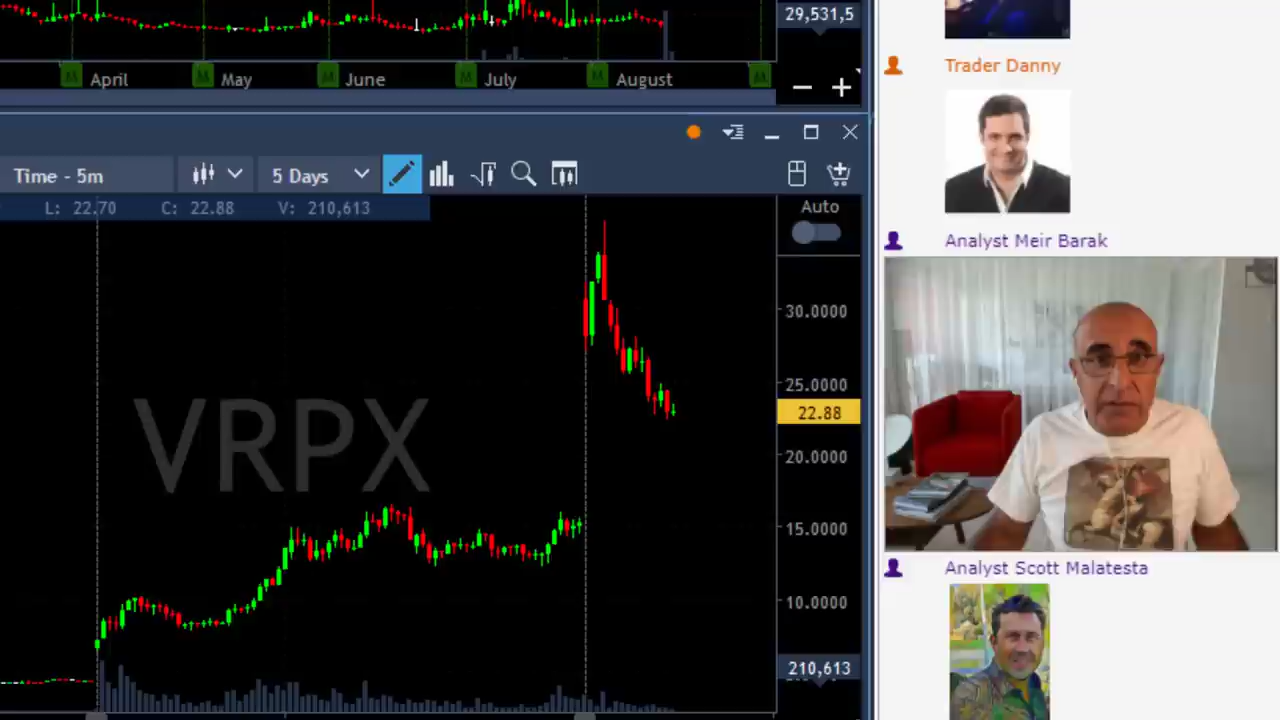 29,531,5
M April M May M June M July M August M
Time - 5m 5 Days
L: 22.70 C: 22.88 V: 210,613
Auto
30.0000
25.0000
22.88
20.0000
15.0000
10.0000
210,613
VRPX
Trader Danny
Analyst Meir Barak
Analyst Scott Malatesta